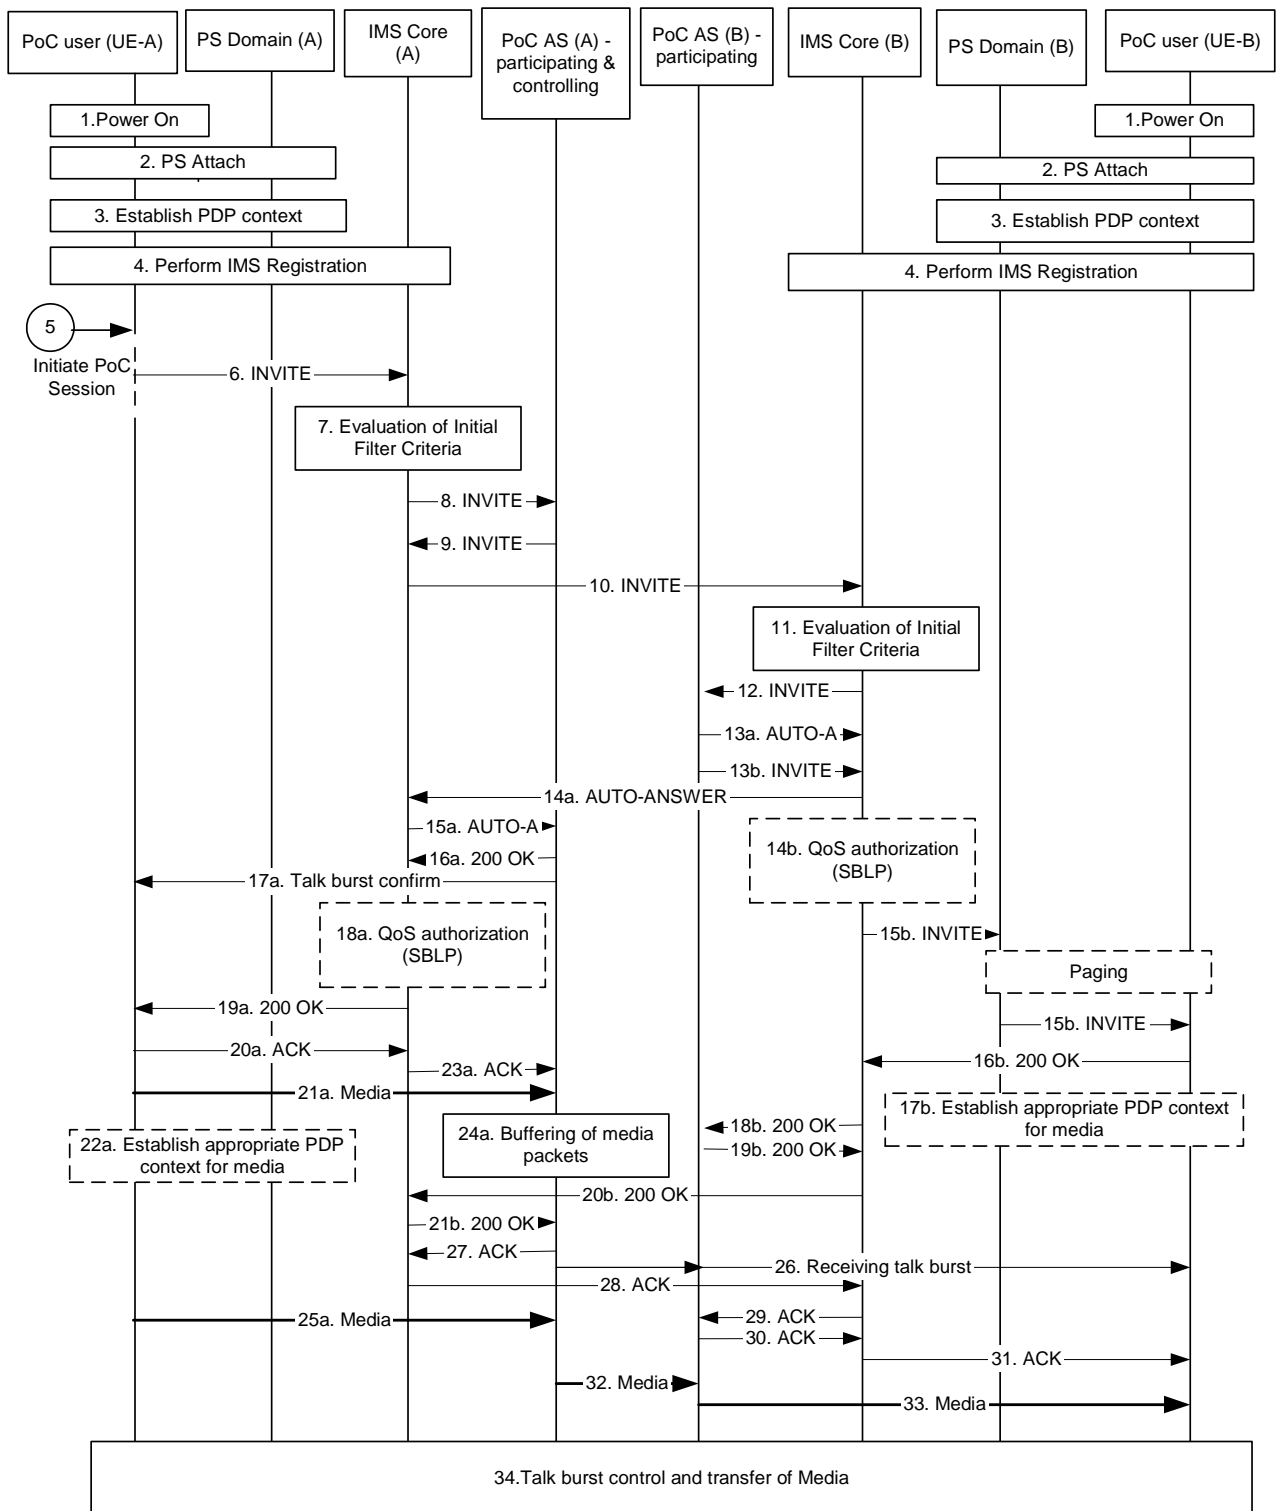 PoC user (UE-A)
PS Domain (A)
IMS Core
(A)
PoC AS (A) -
participating &
controlling
PoC AS (B) -
participating
IMS Core (B)
PS Domain (B)
PoC user (UE-B)
1.Power On
1.Power On
2. PS Attach
2. PS Attach
3. Establish PDP context
3. Establish PDP context
4. Perform IMS Registration
4. Perform IMS Registration
5
Initiate PoC
Session
6. INVITE
7. Evaluation of Initial
Filter Criteria
8. INVITE
9. INVITE
10. INVITE
11. Evaluation of Initial
Filter Criteria
12. INVITE
13a. AUTO-A
13b. INVITE
14a. AUTO-ANSWER
15a. AUTO-A
14b. QoS authorization
(SBLP)
16a. 200 OK
17a. Talk burst confirm
18a. QoS authorization
(SBLP)
15b. INVITE
Paging
19a. 200 OK
15b. INVITE
20a. ACK
16b. 200 OK
23a. ACK
21a. Media
17b. Establish appropriate PDP context
for media
18b. 200 OK
24a. Buffering of media
packets
22a. Establish appropriate PDP
context for media
19b. 200 OK
20b. 200 OK
21b. 200 OK
27. ACK
26. Receiving talk burst
28. ACK
25a. Media
29. ACK
30. ACK
31. ACK
32. Media
33. Media
34.Talk burst control and transfer of Media